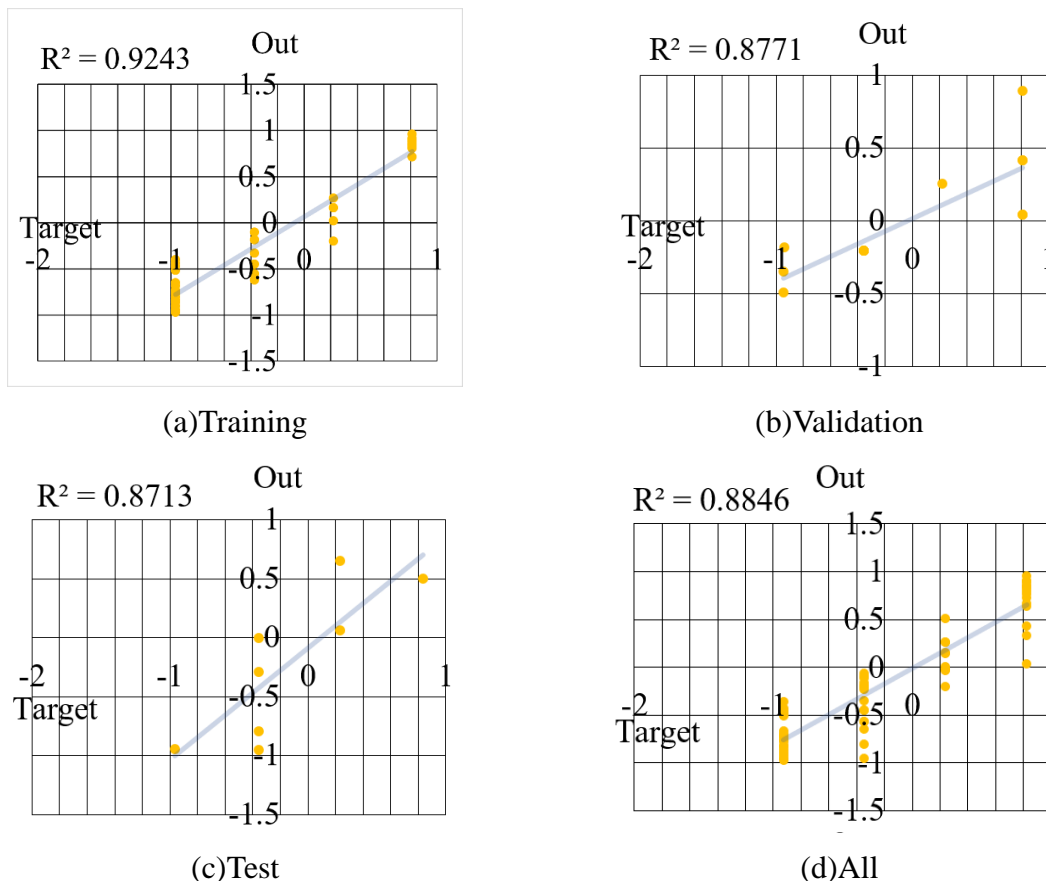 Out
R² = 0.9243
1.5
1
0.5
0
Target
-2 -1 0 1
-0.5
-1
-1.5
(a)Training
Out
R² = 0.8771
1
0.5
0
Target
-2 -1 0
-0.5
-1
(b)Validation
Out
R² = 0.8713
1
0.5
0
-2 -1 0 1
-0.5
Target
-1
-1.5
(c)Test
Out
R² = 0.8846
1.5
1
0.5
0
-2 -1 0
-0.5
Target
-1
-1.5
(d)All